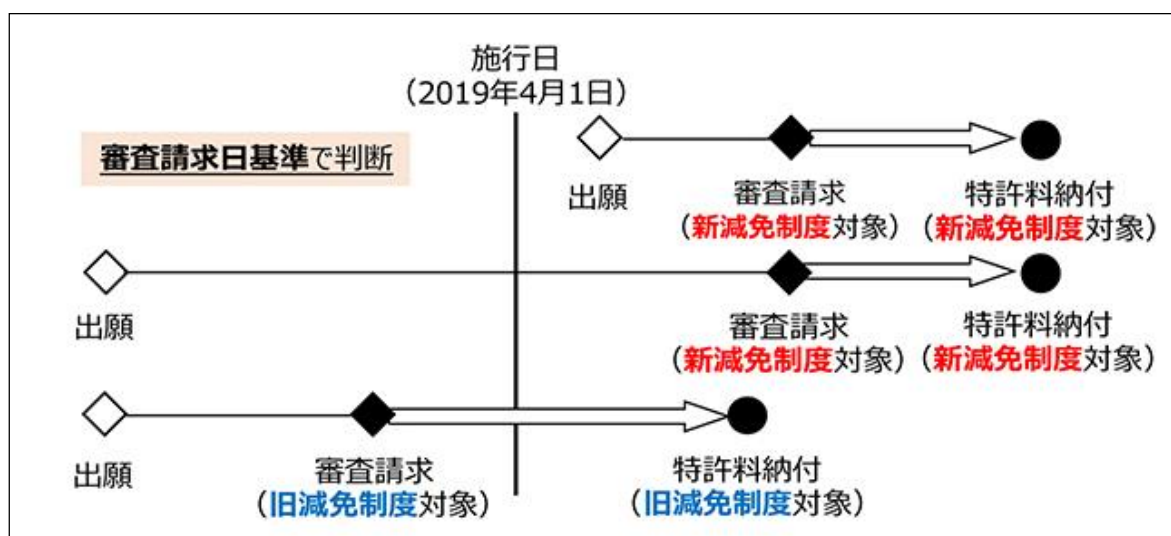 施行日
（2019年4月1日）
審査請求日基準で判断
出願
審査請求
（新減免制度対象）
特許料納付
（新減免制度対象）
出願
審査請求
（新減免制度対象）
特許料納付
（新減免制度対象）
出願
審査請求
（旧減免制度対象）
特許料納付
（旧減免制度対象）